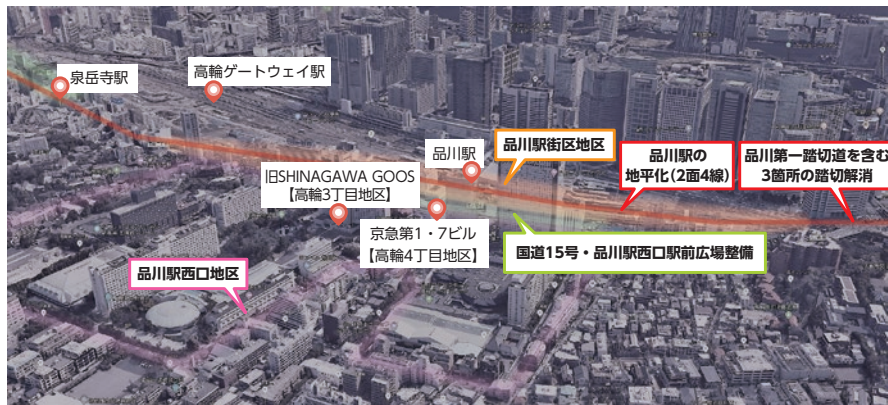 泉岳寺駅
高輪ゲートウェイ駅
品川駅
品川駅街区地区
品川駅の
地平化（2面4線）
品川第一踏切道を含む
3箇所の踏切解消
旧SHINAGAWA GOOS
【高輪3丁目地区】
京急第1・7ビル
【高輪4丁目地区】
国道15号・品川駅西口駅前広場整備
品川駅西口地区